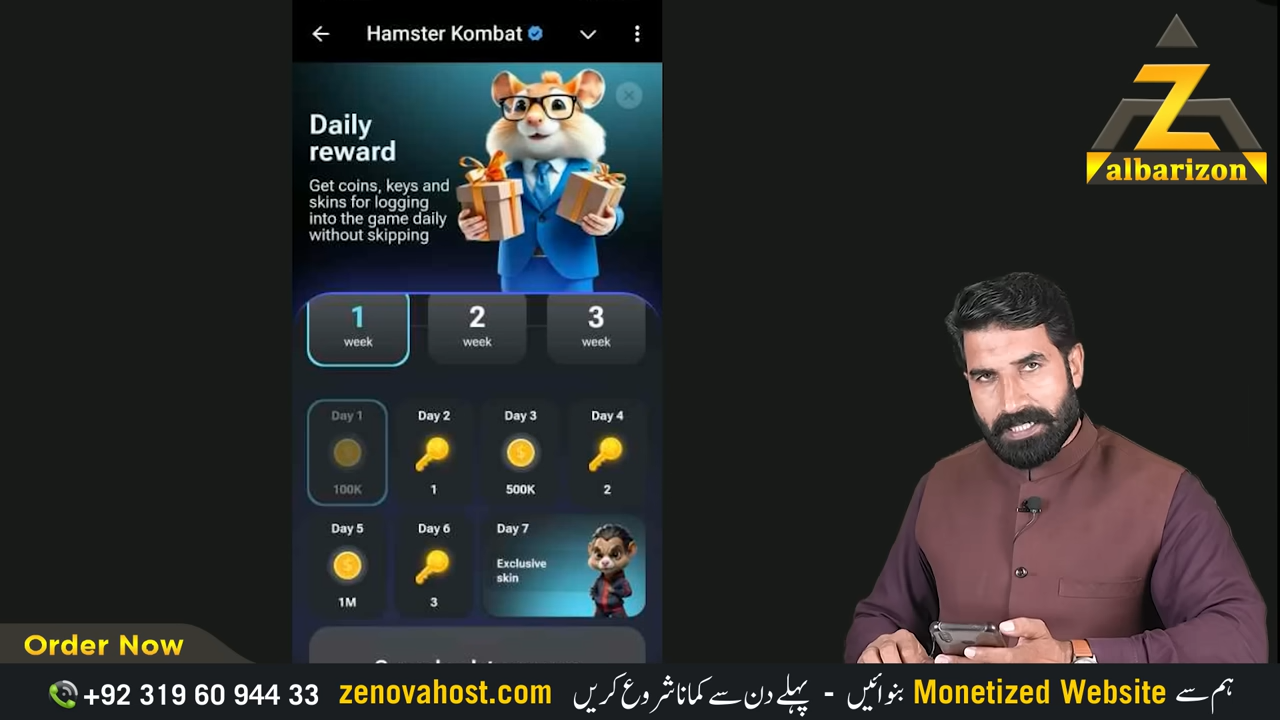 Hamster Kombat
Daily
reward
Get coins, keys and
skins for logging
into the game daily
without skipping
1
week
2
week
3
week
Day 1
100K
Day 2
1
Day 3
500K
Day 4
2
Day 5
1M
Day 6
3
Day 7
Exclusive
skin
Z
albarizon
Order Now
+92 319 60 944 33
zenovahost.com
ہم سے Monetized Website بنوائیں - پہلے دن سے کمانا شروع کریں